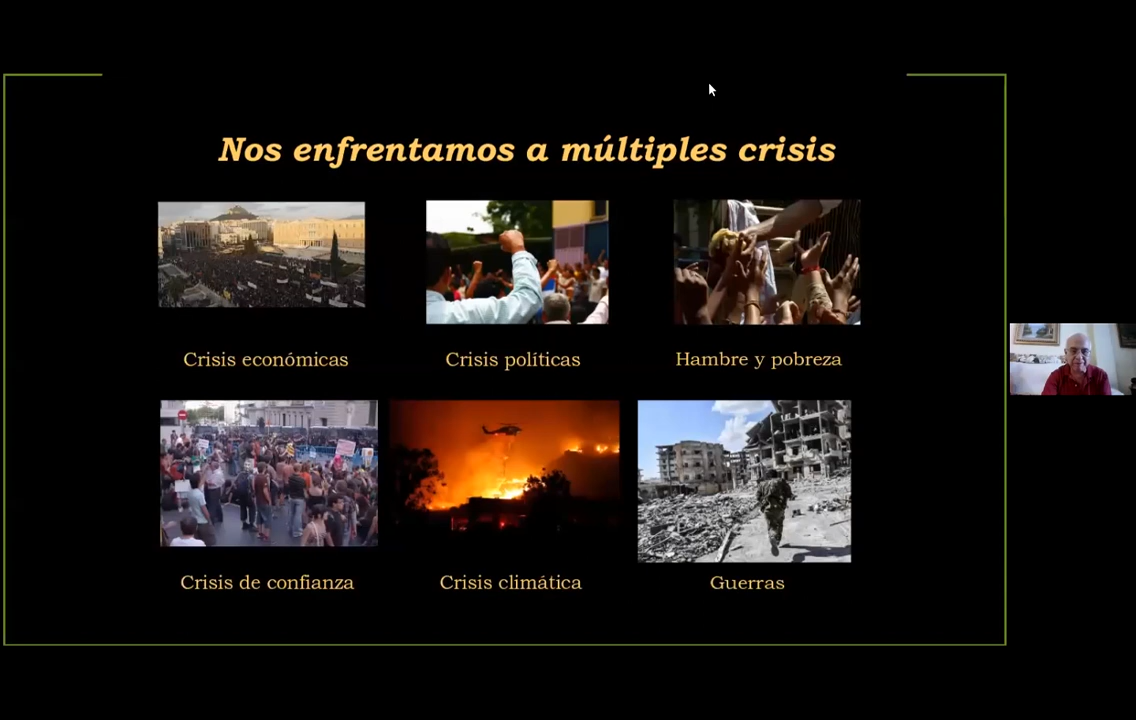 Nos enfrentamos a múltiples crisis
Crisis económicas
Crisis políticas
Hambre y pobreza
Crisis de confianza
Crisis climática
Guerras